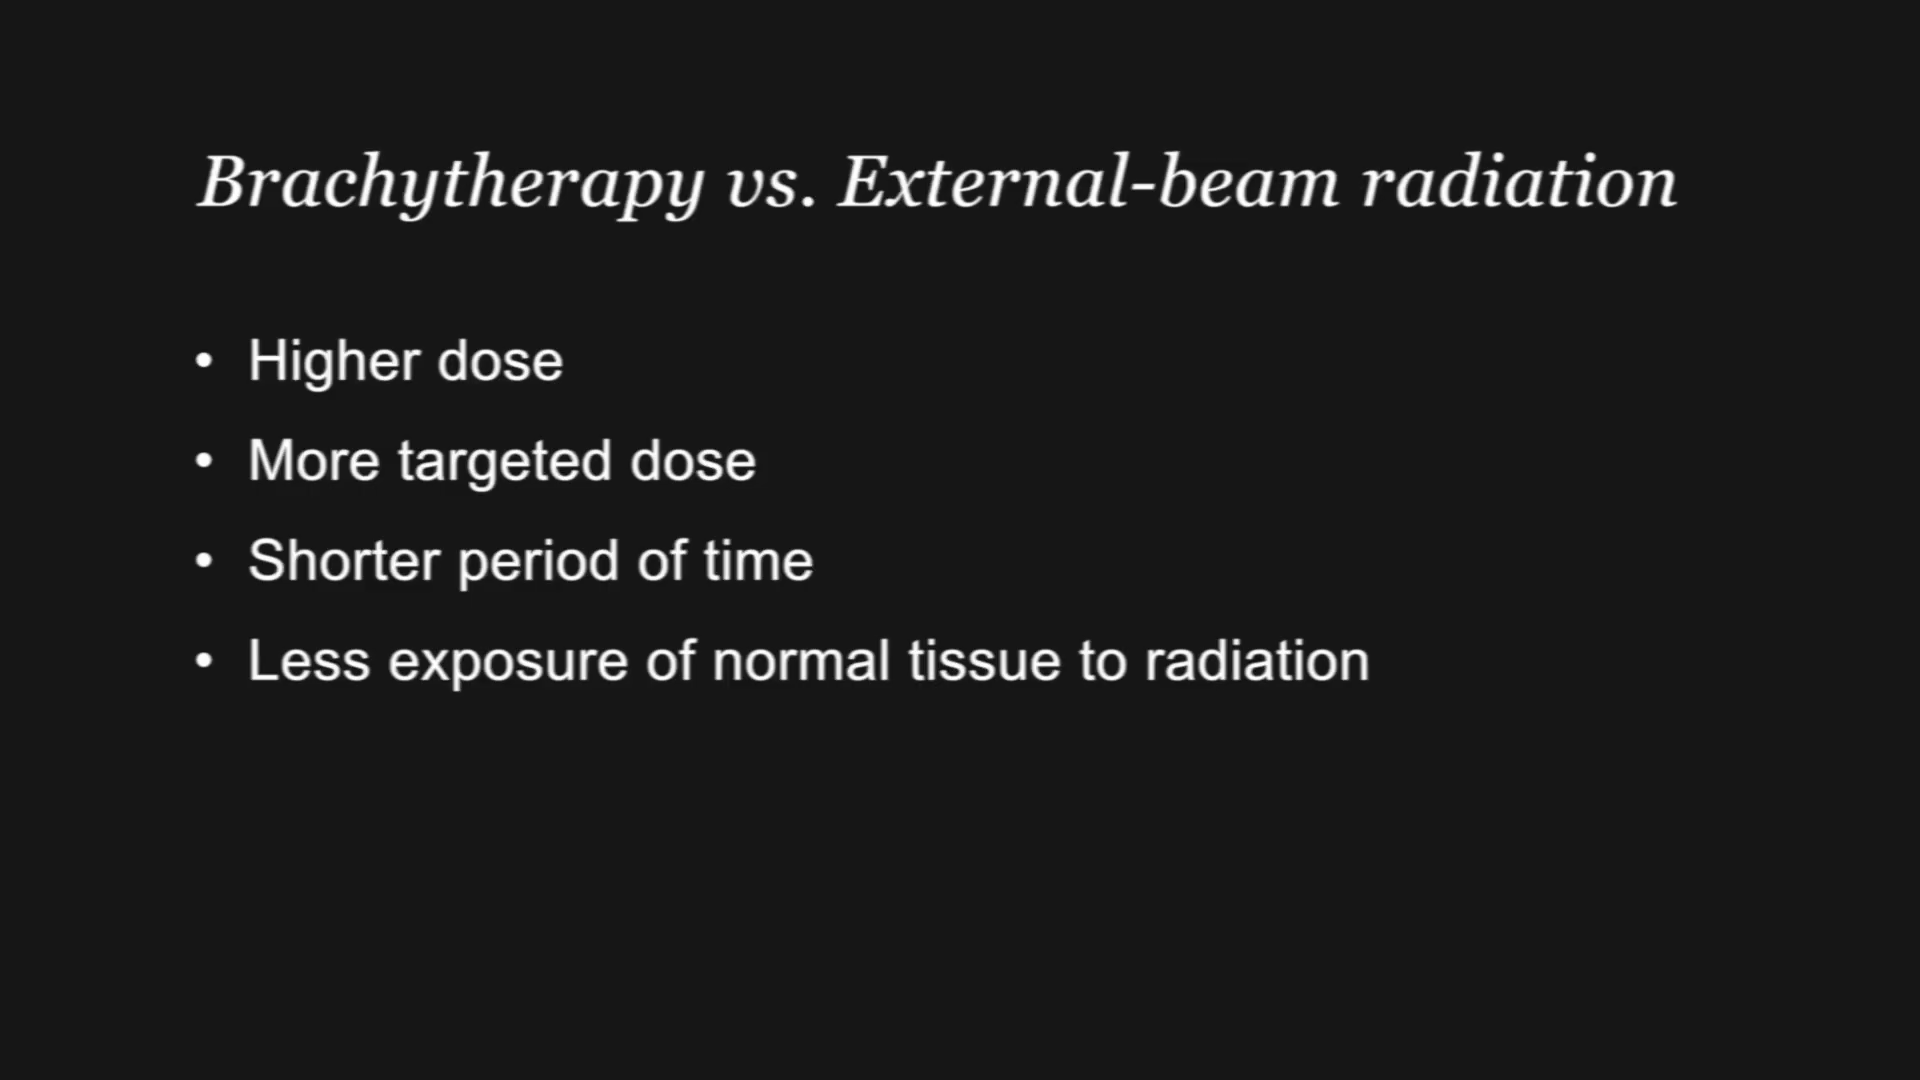 Brachytherapy vs. External-beam radiation
• Higher dose
• More targeted dose
• Shorter period of time
• Less exposure of normal tissue to radiation